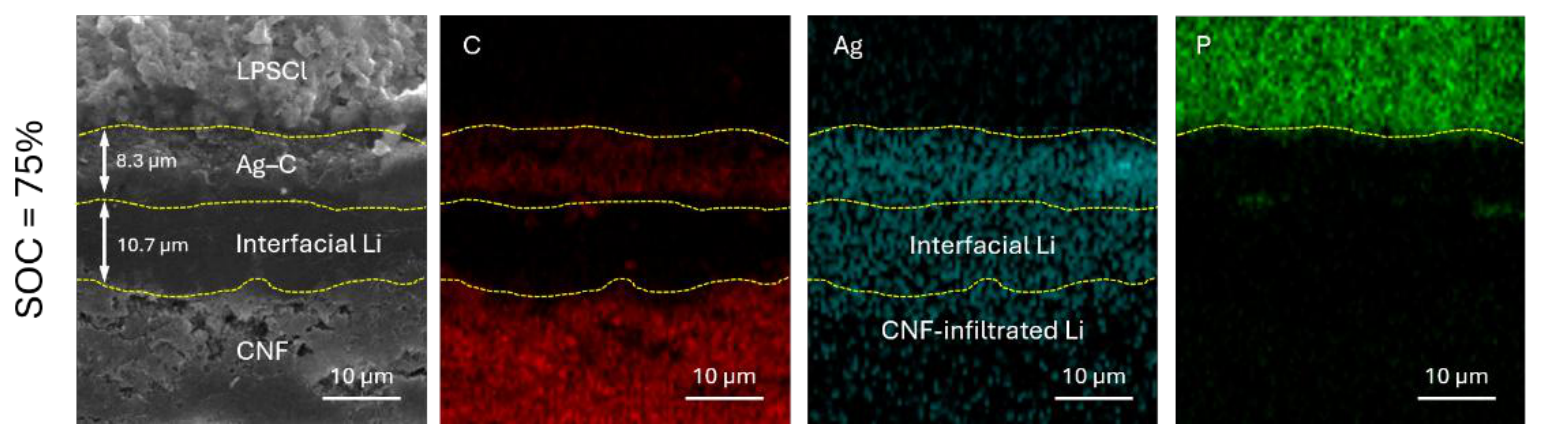 SOC = 75%
LPSCl
8.3 µm
Ag–C
10.7 µm
Interfacial Li
CNF
10 µm
C
10 µm
Ag
Interfacial Li
CNF-infiltrated Li
10 µm
P
10 µm